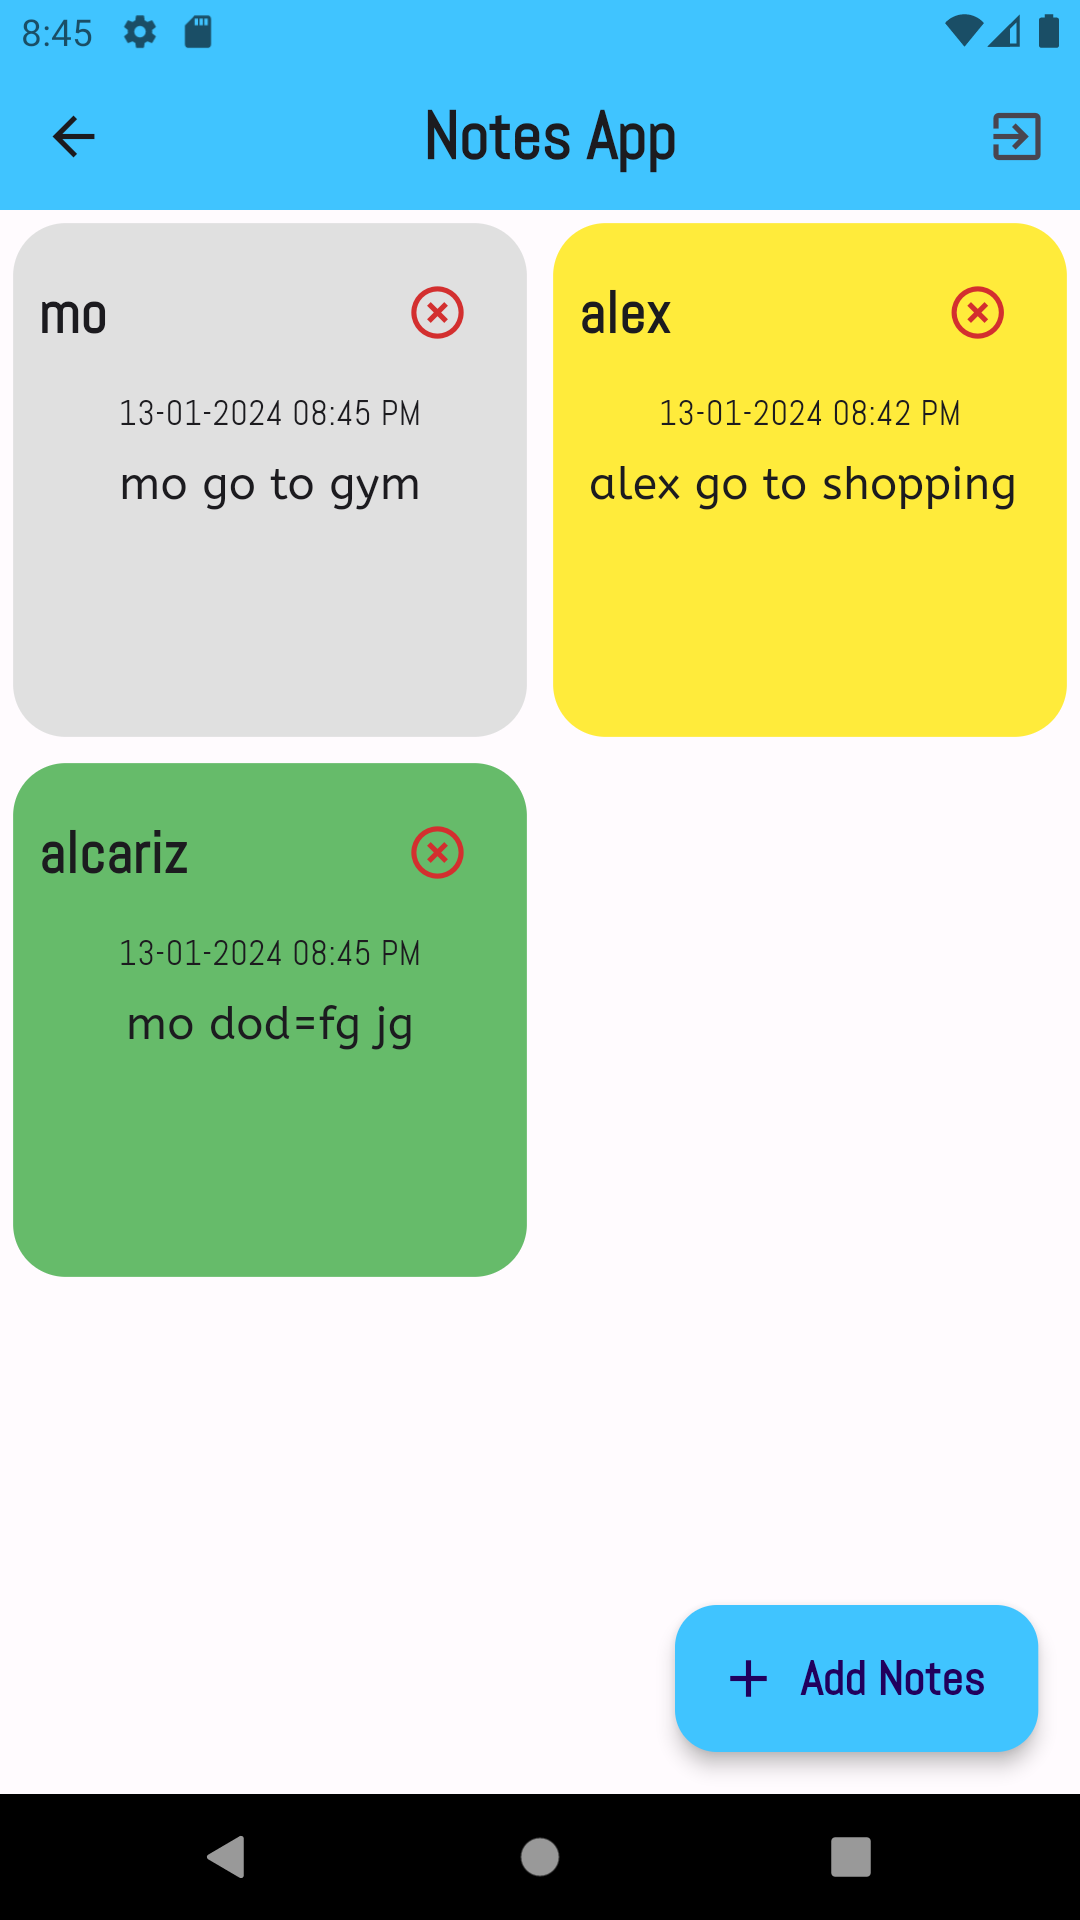 8:45
Notes App
mo
13-01-2024 08:45 PM
mo go to gym
alex
13-01-2024 08:42 PM
alex go to shopping
alcariz
13-01-2024 08:45 PM
mo dod=fg jg
Add Notes